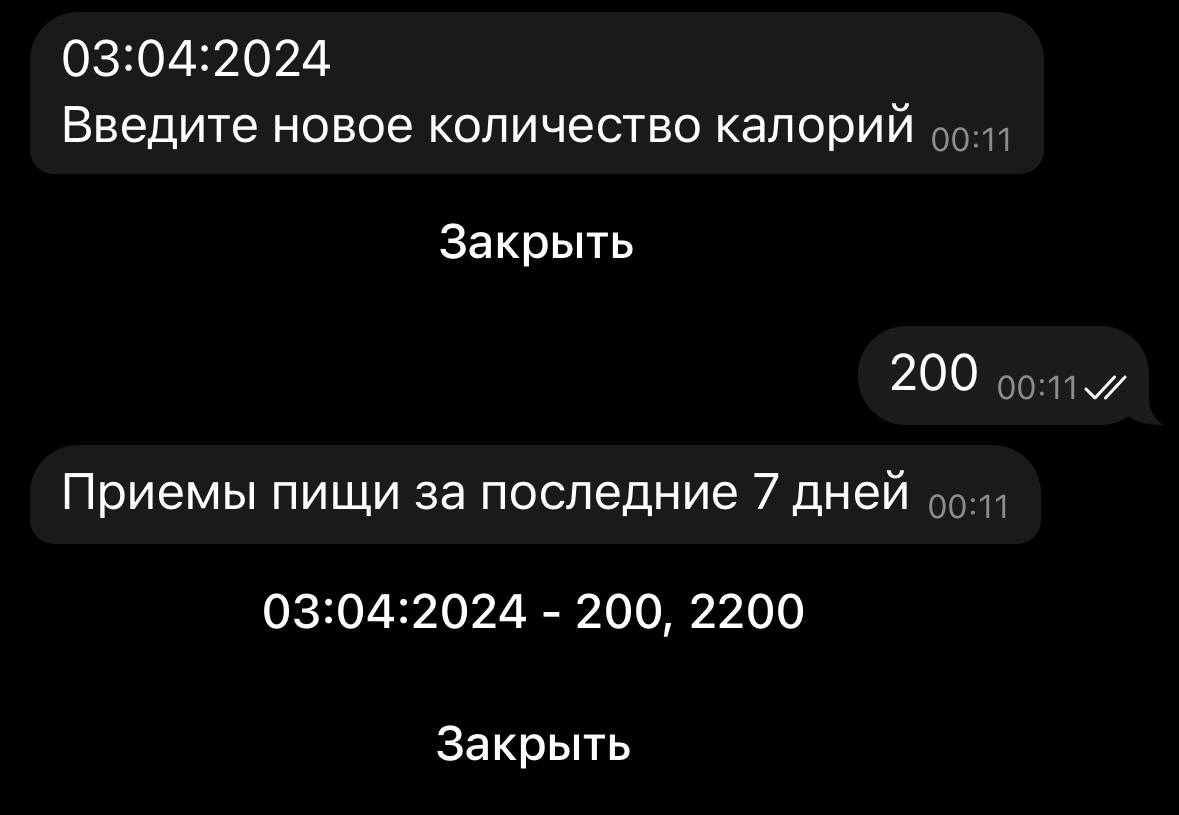 03:04:2024
Введите новое количество калорий 00:11
Закрыть
200 00:11
Приемы пищи за последние 7 дней 00:11
03:04:2024 - 200, 2200
Закрыть